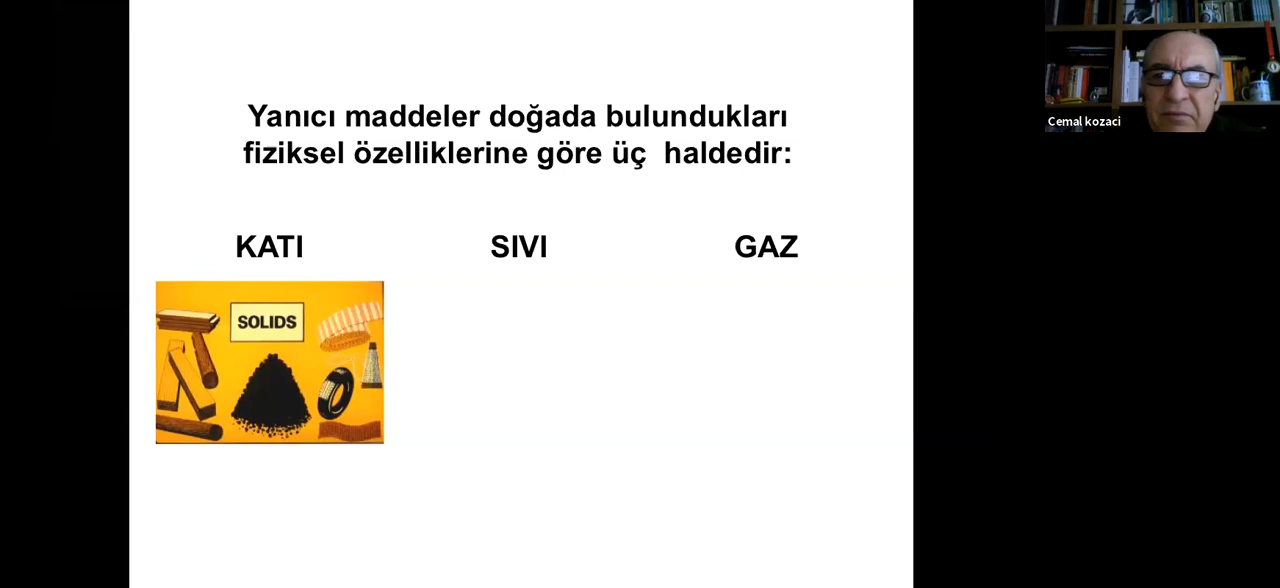 Yanıcı maddeler doğada bulundukları
fiziksel özelliklerine göre üç  haldedir:
KATI SIVI GAZ
SOLIDS
Cemal kozaci